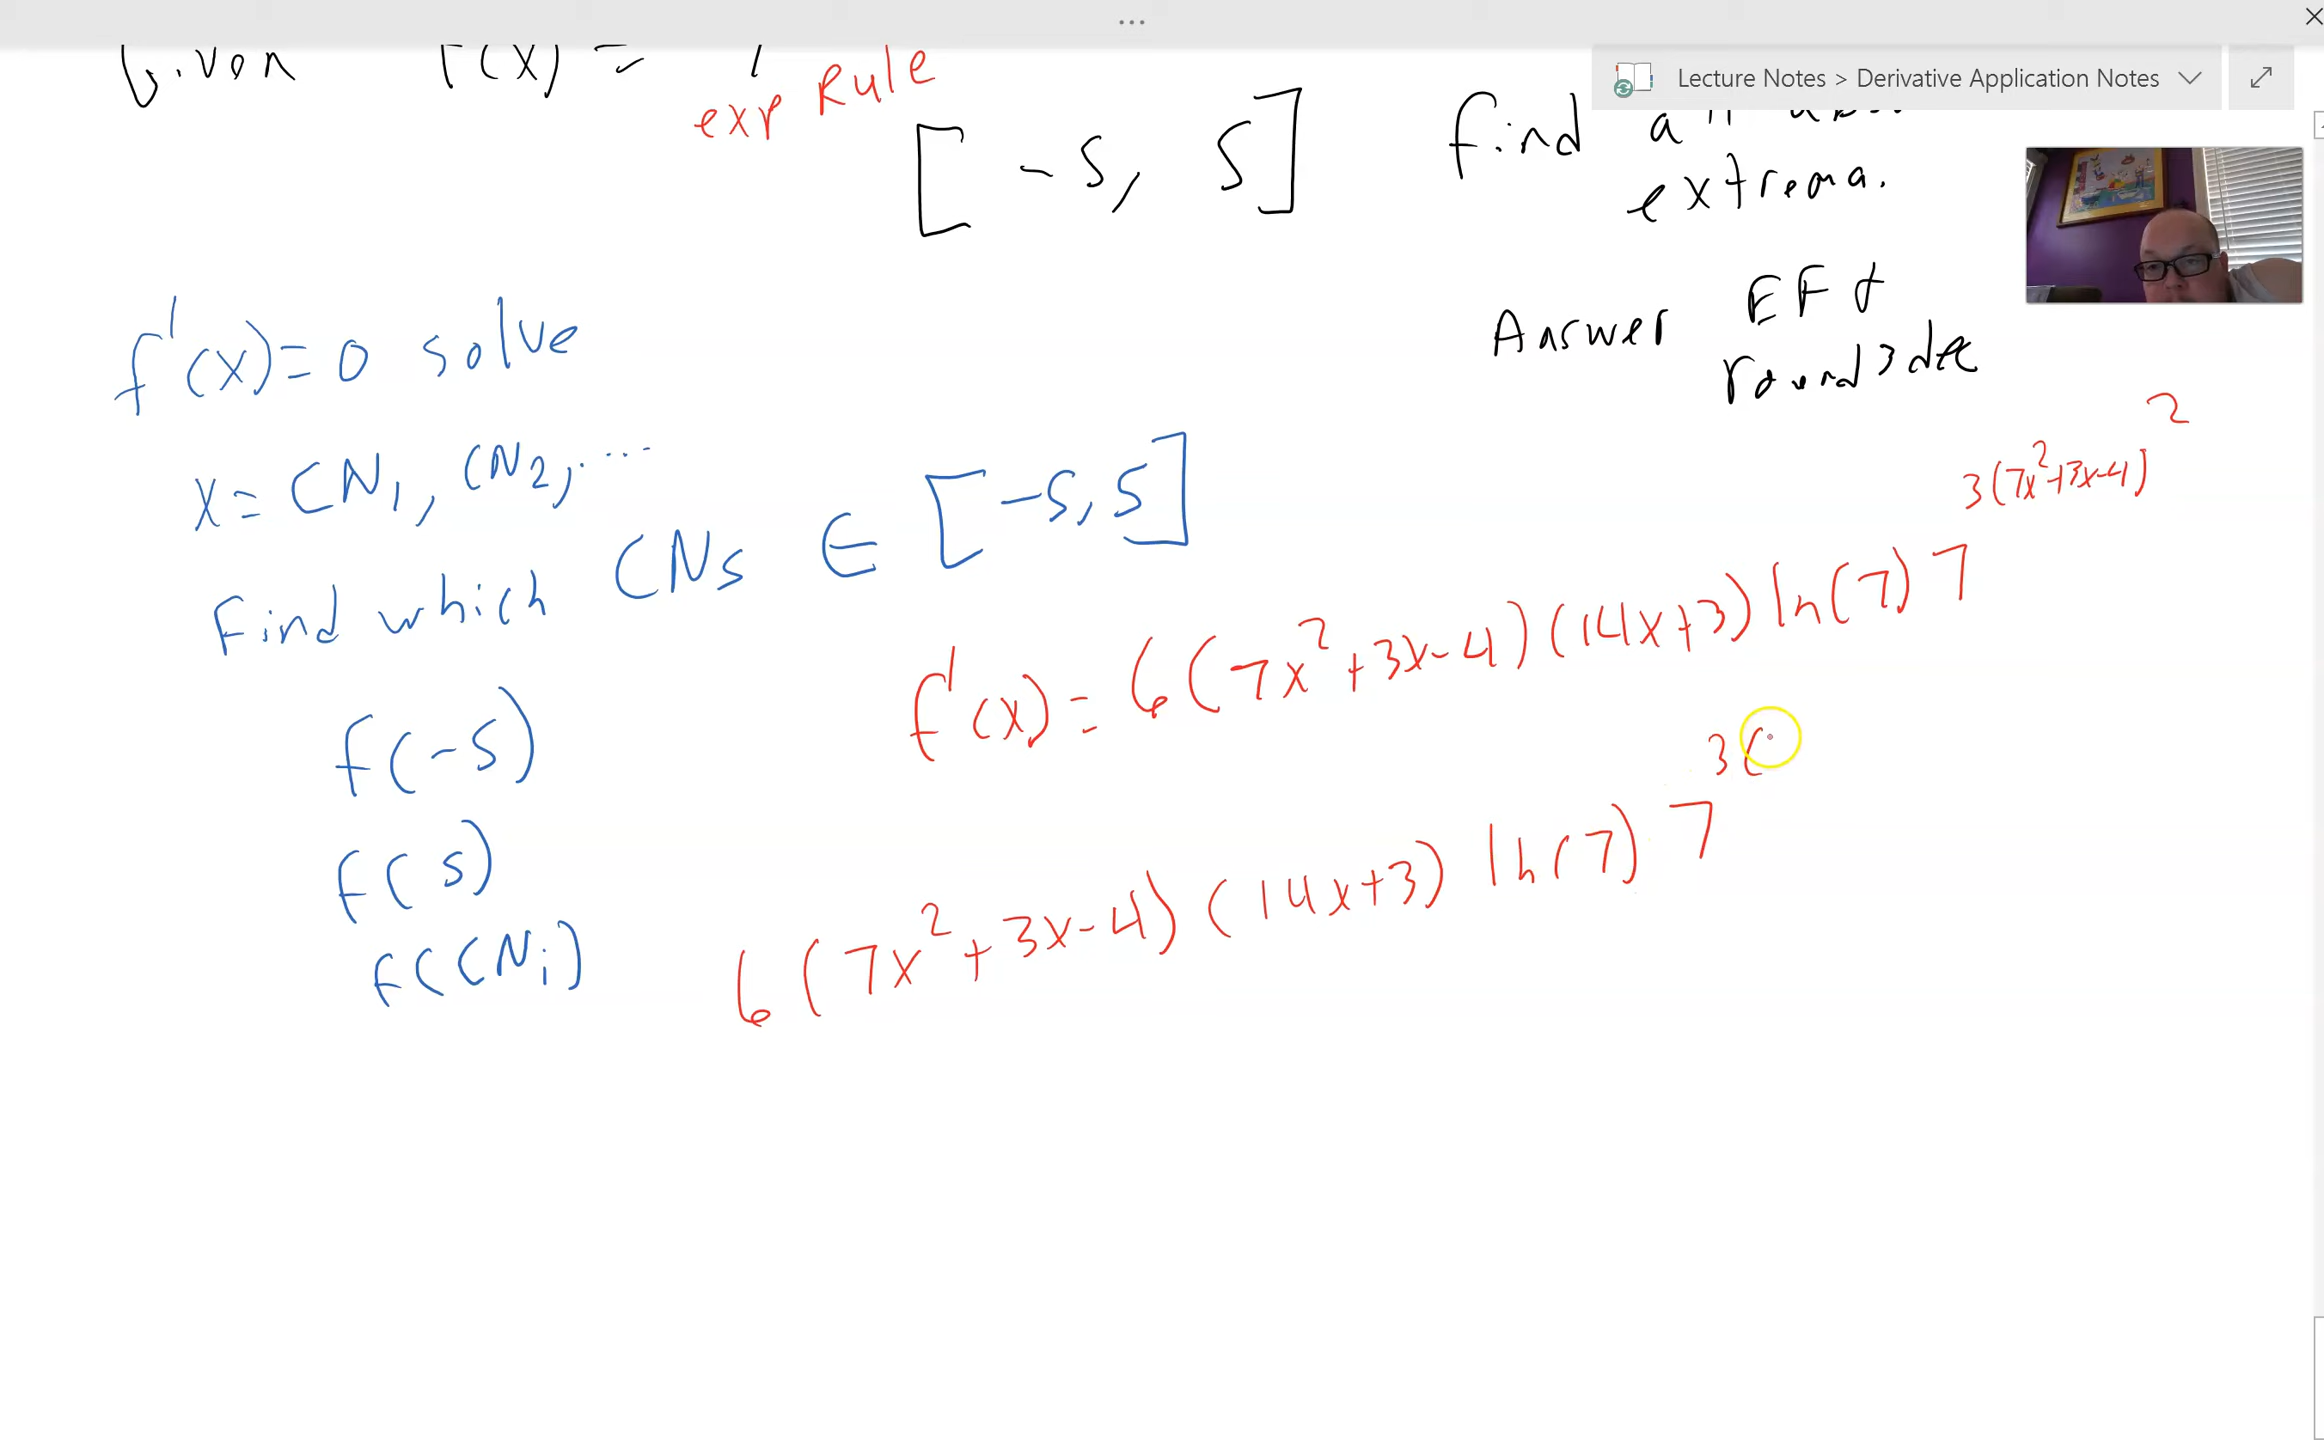 ...
Given f(x) = 7
exp Rule
Lecture Notes > Derivative Application Notes
[-5, 5] find all
extrema.
Answer EF &
round 3 dec
f'(x)=0 solve
x = CN1, CN2, ...
Find which CNs ∈ [-5,5]
f'(x) = 6(7x²+3x-4)(14x+3) ln(7) 7^3(7x²+3x-4)²
f(-5)
f(5)
f(CNi)
6(7x²+3x-4)(14x+3) ln(7) 7^3(